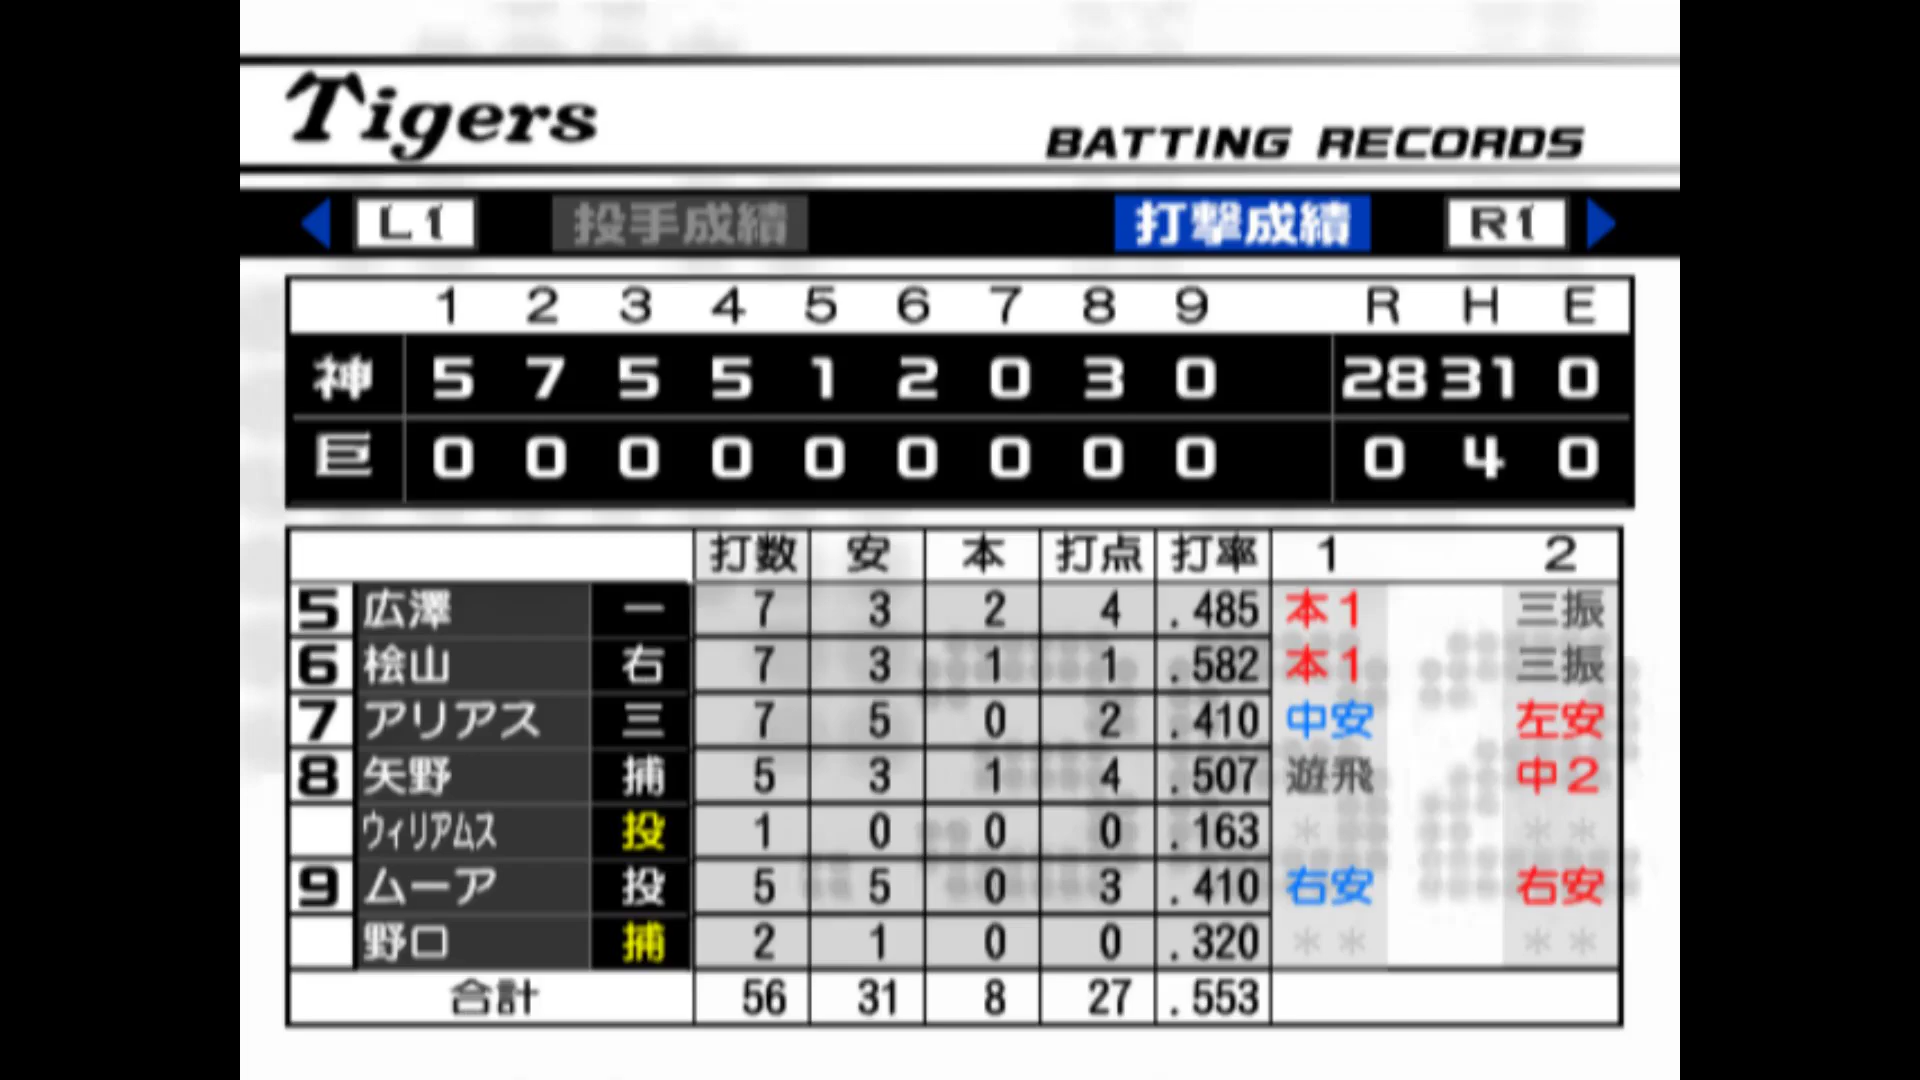 Tigers
BATTING RECORDS
L1 投手成績 打撃成績 R1
1 2 3 4 5 6 7 8 9 R H E
神 5 7 5 5 1 2 0 3 0 28 31 0
巨 0 0 0 0 0 0 0 0 0 0 4 0
打数 安 本 打点 打率 1 2
5 広澤 一 7 3 2 4 .485 本1 三振
6 桧山 右 7 3 1 1 .582 本1 三振
7 アリアス 三 7 5 0 2 .410 中安 左安
8 矢野 捕 5 3 1 4 .507 遊飛 中2
ウィリアムス 投 1 0 0 0 .163 * **
9 ムーア 投 5 5 0 3 .410 右安 右安
野口 捕 2 1 0 0 .320 ** **
合計 56 31 8 27 .553